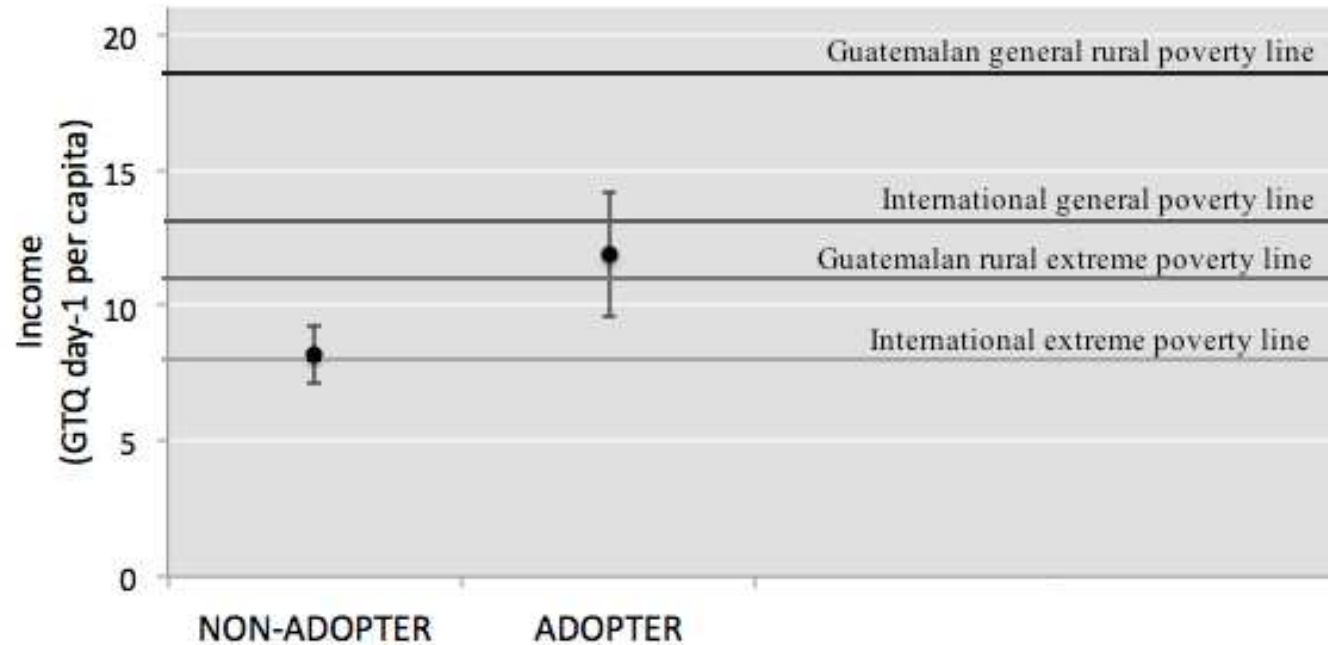 20
Guatemalan general rural poverty line
15
International general poverty line
Guatemalan rural extreme poverty line
10
International extreme poverty line
5
0
Income
(GTQ day-1 per capita)
NON-ADOPTER
ADOPTER